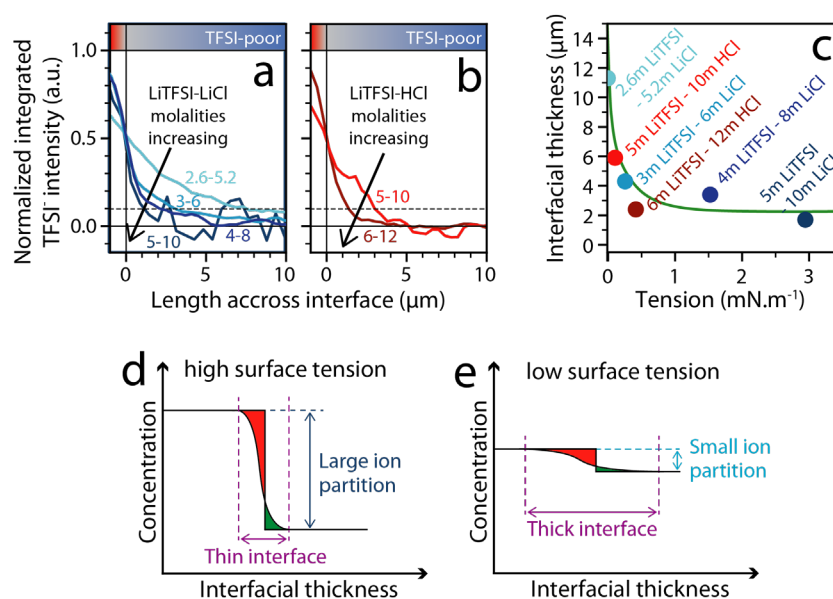 TFSI-poor
a
LiTFSI-LiCl
molalities
increasing
2.6-5.2
3-6
5-10
4-8
1.0
0.5
0.0
Normalized integrated
TFSI⁻ intensity (a.u.)
0
5
10
TFSI-poor
b
LiTFSI-HCl
molalities
increasing
5-10
6-12
0
5
10
Length accross interface (µm)
c
14
12
10
8
6
4
2
0
Interfacial thickness (µm)
2.6m LiTFSI
- 5.2m LiCl
5m LiTFSI - 10m HCl
3m LiTFSI - 6m LiCl
6m LiTFSI - 12m HCl
4m LiTFSI - 8m LiCl
5m LiTFSI
- 10m LiCl
0
1
2
3
Tension (mN.m⁻¹)
d
high surface tension
Concentration
Large ion
partition
Thin interface
Interfacial thickness
e
low surface tension
Concentration
Small ion
partition
Thick interface
Interfacial thickness